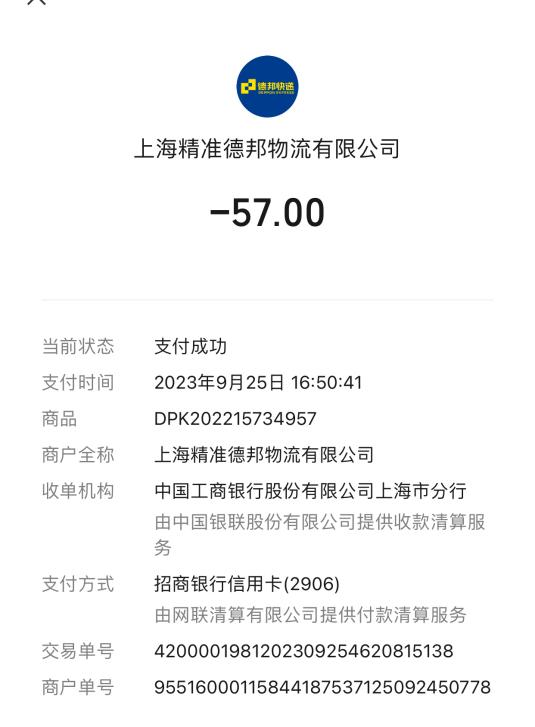 德邦快递
DEPPON EXPRESS
上海精准德邦物流有限公司
-57.00
当前状态 支付成功
支付时间 2023年9月25日 16:50:41
商品 DPK202215734957
商户全称 上海精准德邦物流有限公司
收单机构 中国工商银行股份有限公司上海市分行
由中国银联股份有限公司提供收款清算服
务
支付方式 招商银行信用卡(2906)
由网联清算有限公司提供付款清算服务
交易单号 4200001981202309254620815138
商户单号 95516000115844187537125092450778